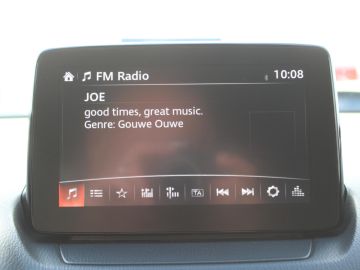 FM Radio 10:08
JOE
good times, great music.
Genre: Gouwe Ouwe
TA